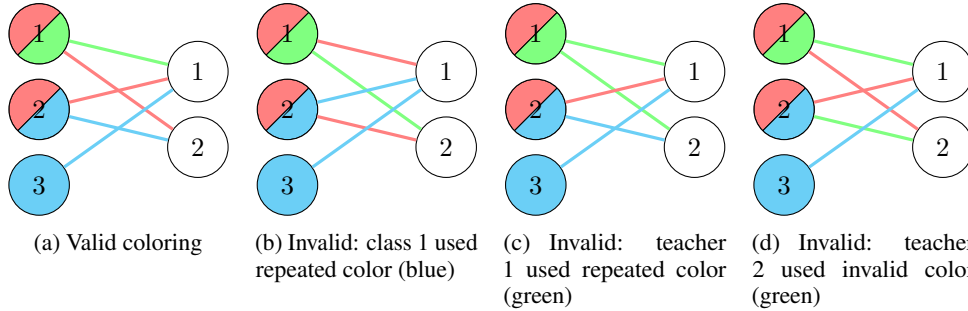 1
2
3
1
2
1
2
3
1
2
1
2
3
1
2
1
2
3
1
2
(a) Valid coloring
(b) Invalid: class 1 used
repeated color (blue)
(c) Invalid: teacher
1 used repeated color
(green)
(d) Invalid: teacher
2 used invalid color
(green)